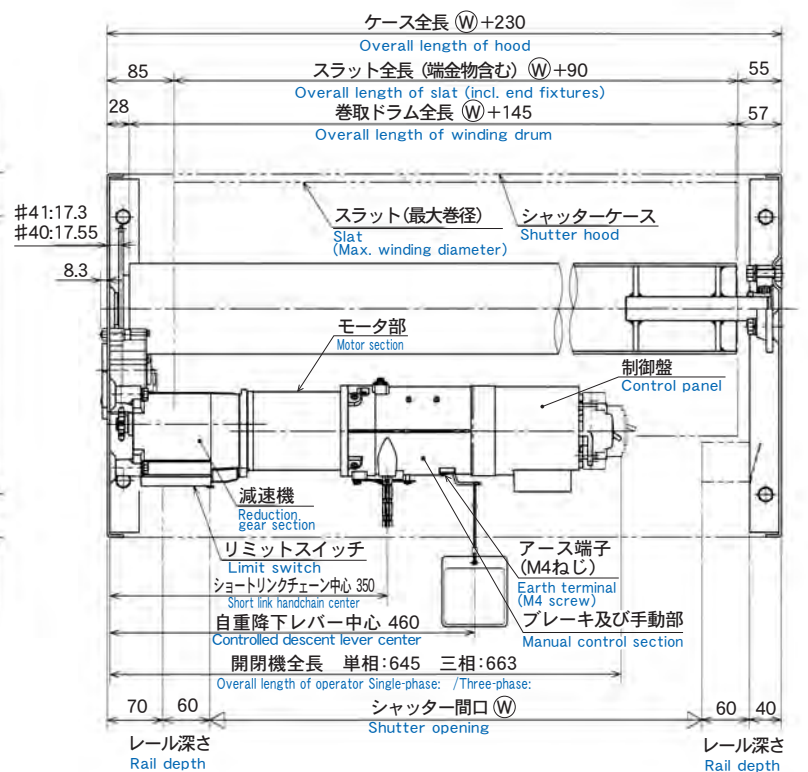 ケース全長 Ⓦ+230
Overall length of hood
85
スラット全長 (端金物含む) Ⓦ+90
55
Overall length of slat (incl. end fixtures)
28
巻取ドラム全長 Ⓦ+145
57
Overall length of winding drum
スラット(最大巻径)
Slat
(Max. winding diameter)
シャッターケース
Shutter hood
#41:17.3
#40:17.55
8.3
モータ部
Motor section
制御盤
Control panel
減速機
Reduction
gear section
リミットスイッチ
Limit switch
アース端子
(M4ねじ)
Earth terminal
(M4 screw)
ショートリンクチェーン中心 350
Short link handchain center
ブレーキ及び手動部
Manual control section
自重降下レバー中心 460
Controlled descent lever center
開閉機全長 単相:645 三相:663
Overall length of operator Single-phase: /Three-phase:
70
60
シャッター間口 Ⓦ
Shutter opening
60
40
レール深さ
Rail depth
レール深さ
Rail depth